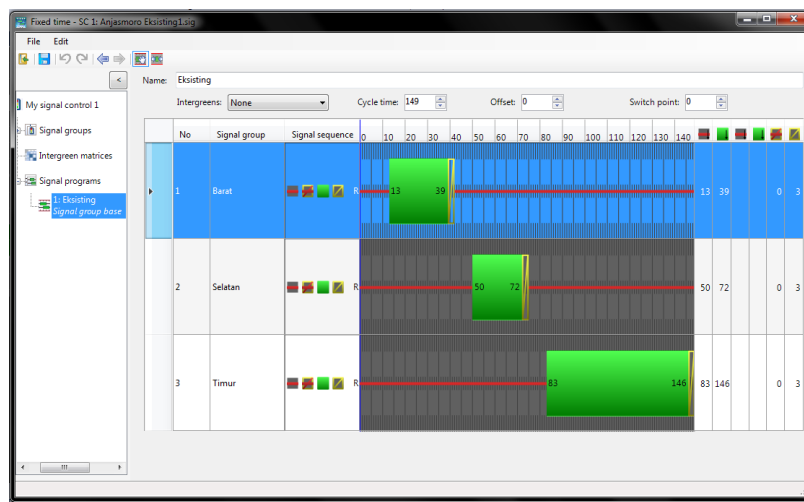 Fixed time - SC 1: Anjasmoro Eksisting1.sig
File Edit
< Name: Eksisting
My signal control 1 Intergreens: None Cycle time: 149 Offset: 0 Switch point: 0
Signal groups
Intergreen matrices
Signal programs
1: Eksisting
Signal group base
No Signal group Signal sequence 0 10 20 30 40 50 60 70 80 90 100 110 120 130 140
1 Barat R 13 39 13 39 0 3
2 Selatan R 50 72 50 72 0 3
3 Timur R 83 146 83 146 0 3